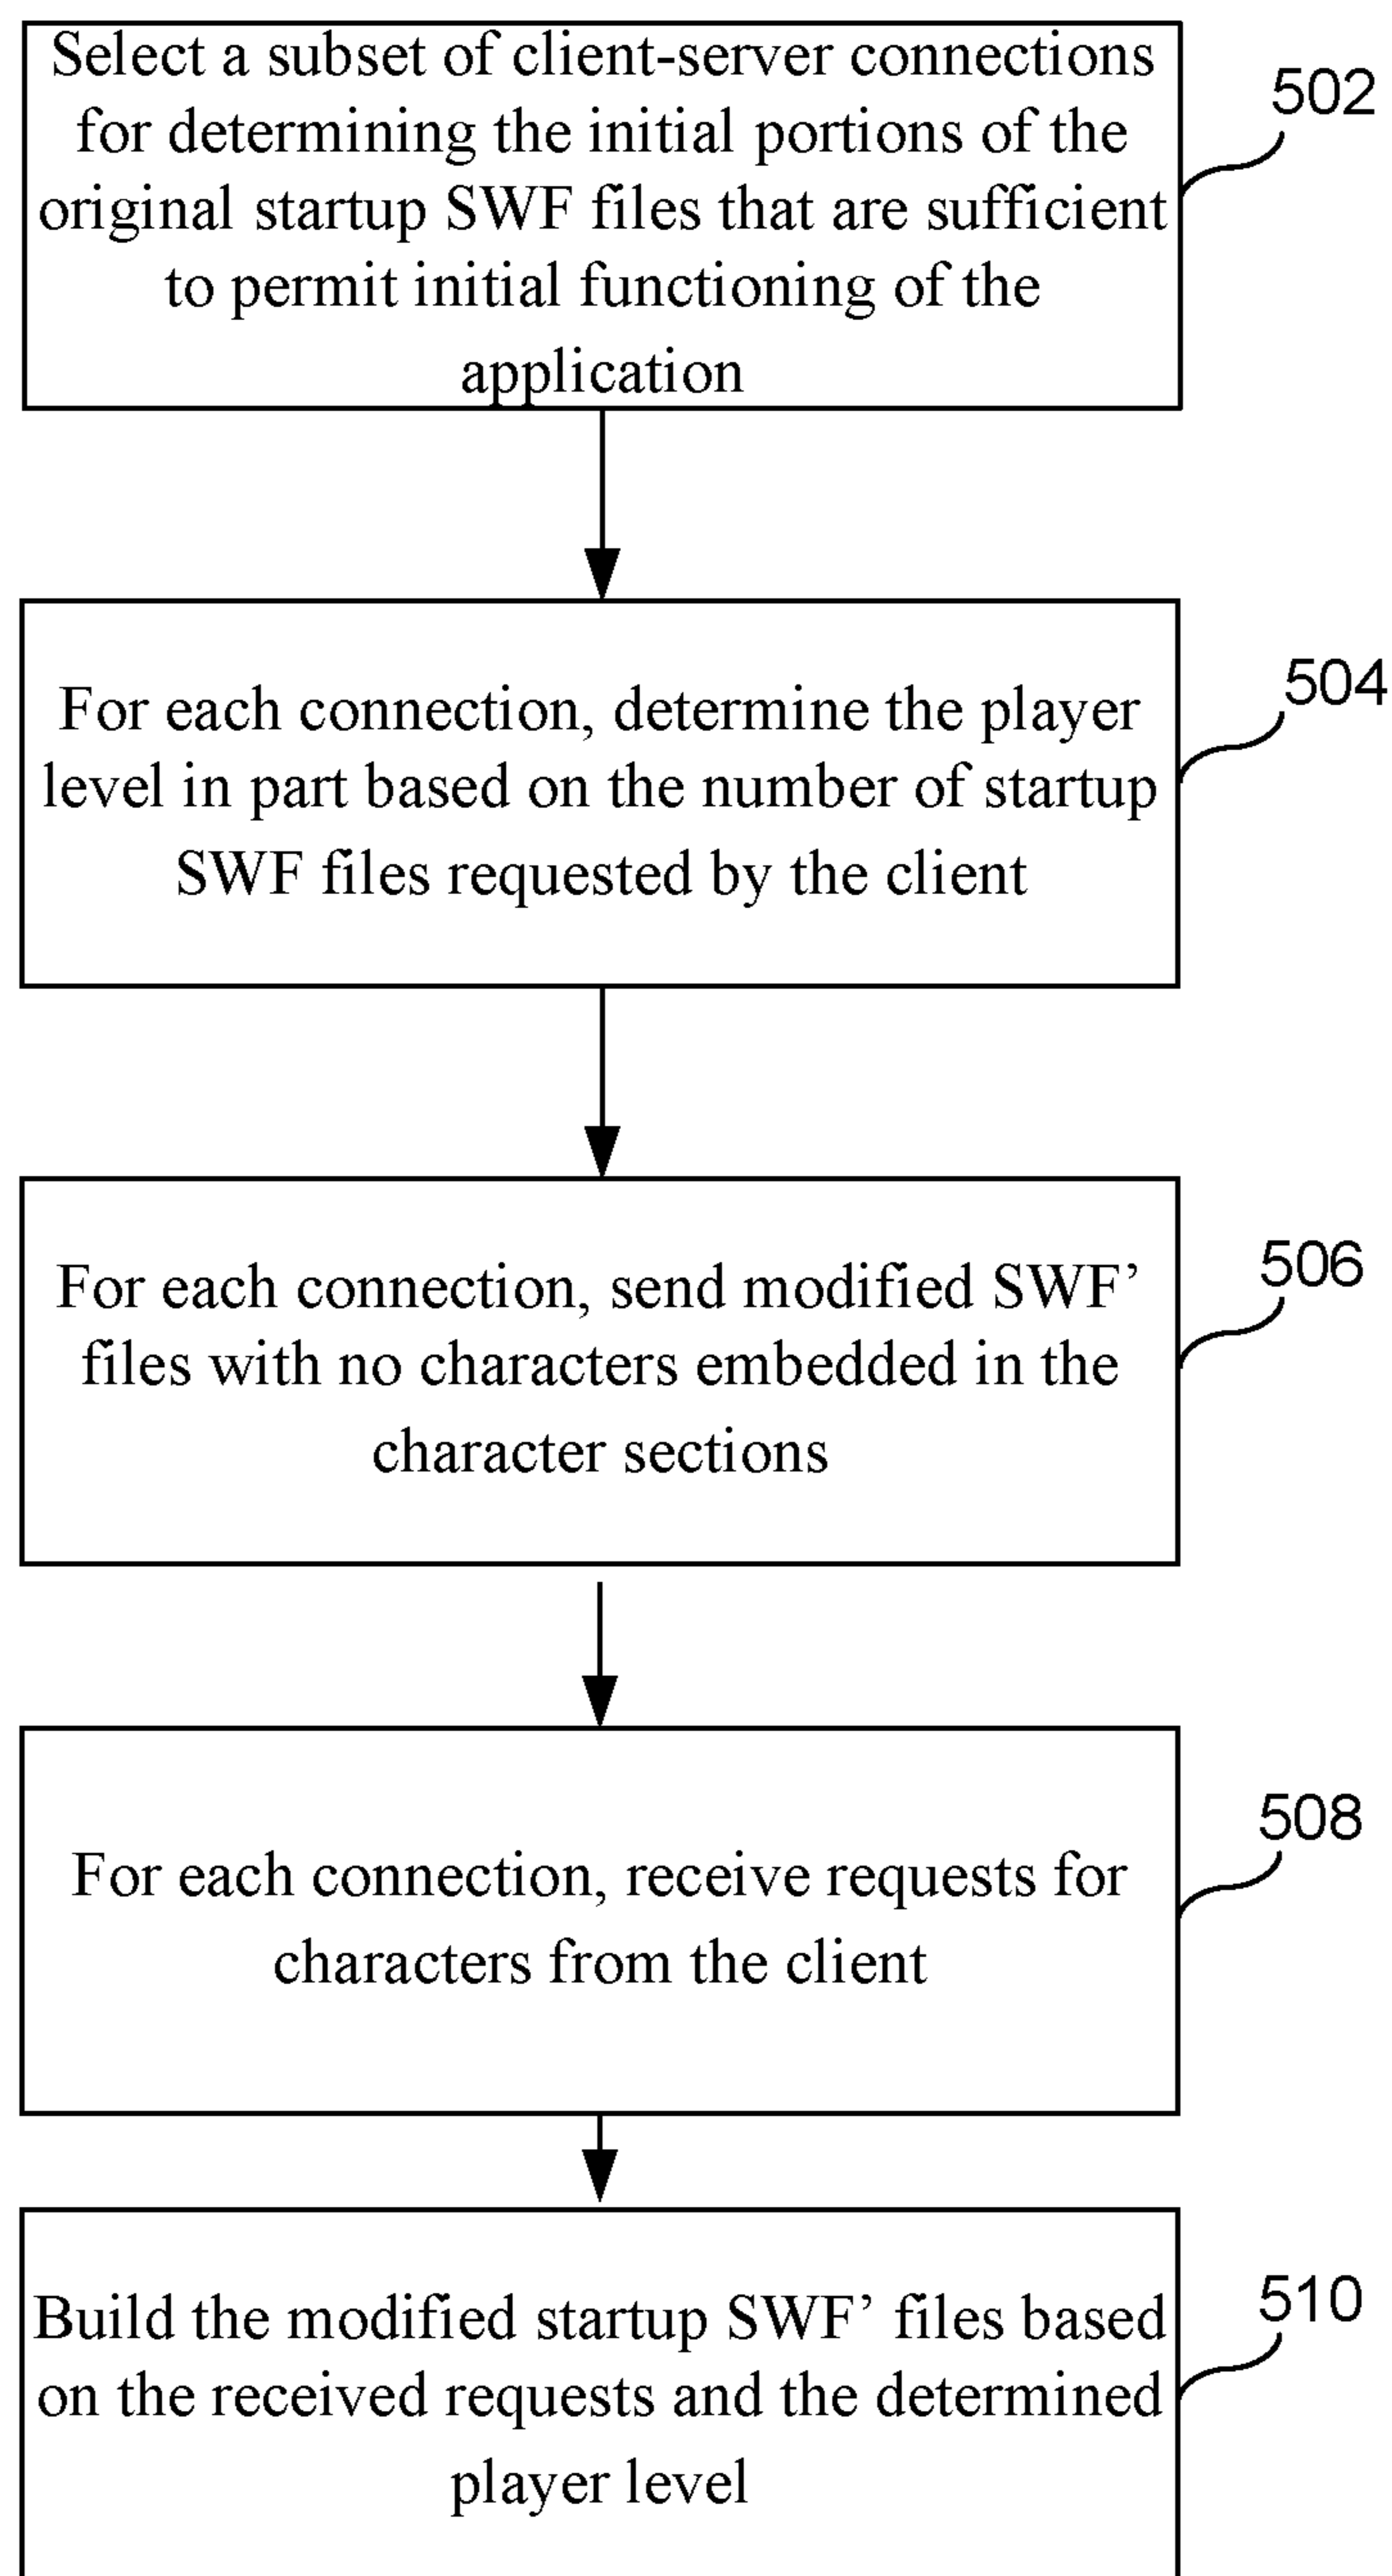 Select a subset of client-server connections
for determining the initial portions of the
original startup SWF files that are sufficient
to permit initial functioning of the
application
502
For each connection, determine the player
level in part based on the number of startup
SWF files requested by the client
504
For each connection, send modified SWF’
files with no characters embedded in the
character sections
506
For each connection, receive requests for
characters from the client
508
Build the modified startup SWF’ files based
on the received requests and the determined
player level
510